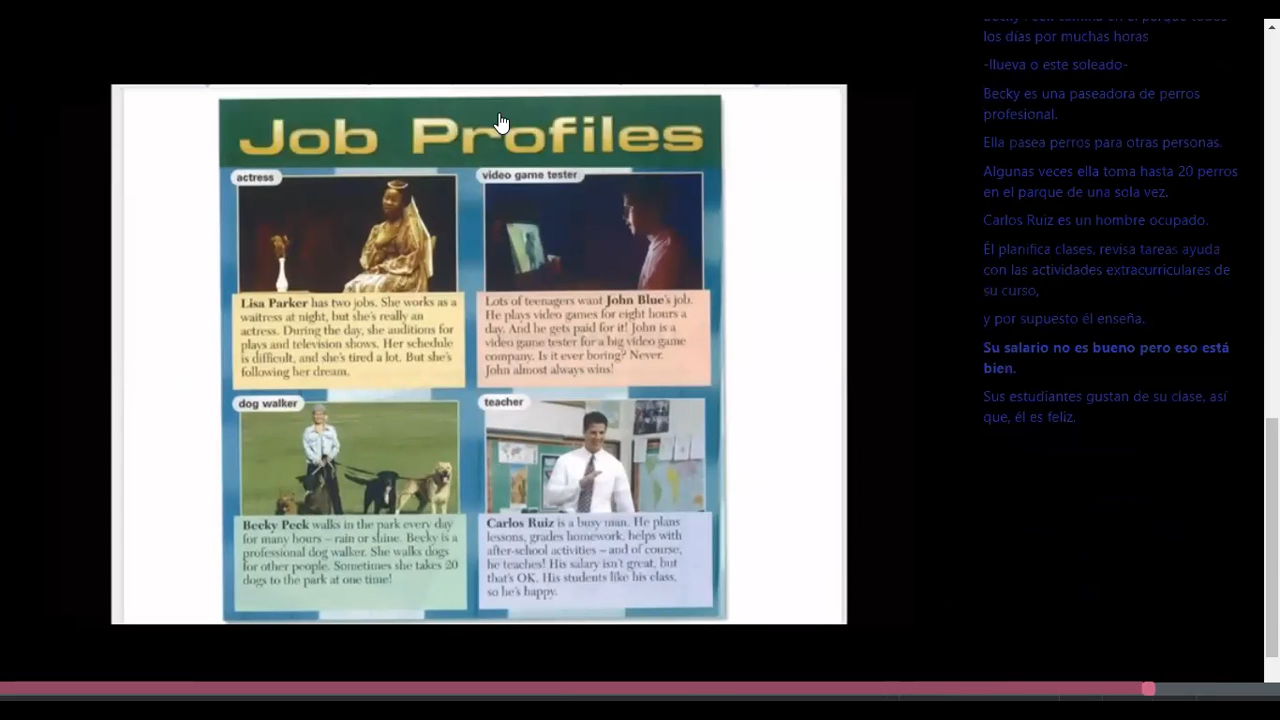 Job Profiles
actress
Lisa Parker has two jobs. She works as a
waitress at night, but she's really an
actress. During the day, she auditions for
plays and television shows. Her schedule
is difficult, and she's tired a lot. But she's
following her dream.
video game tester
Lots of teenagers want John Blue's job.
He plays video games for eight hours a
day. And he gets paid for it! John is a
video game tester for a big video game
company. Is it ever boring? Never.
John almost always wins!
dog walker
Becky Peck walks in the park every day
for many hours – rain or shine. Becky is a
professional dog walker. She walks dogs
for other people. Sometimes she takes 20
dogs to the park at one time!
teacher
Carlos Ruiz is a busy man. He plans
lessons, grades homework, helps with
after-school activities – and of course,
he teaches! His salary isn't great, but
that's OK. His students like his class,
so he's happy.
los días por muchas horas
-llueva o este soleado-
Becky es una paseadora de perros
profesional.
Ella pasea perros para otras personas.
Algunas veces ella toma hasta 20 perros
en el parque de una sola vez.
Carlos Ruiz es un hombre ocupado.
Él planifica clases, revisa tareas ayuda
con las actividades extracurriculares de
su curso,
y por supuesto él enseña.
Su salario no es bueno pero eso está
bien.
Sus estudiantes gustan de su clase, así
que, él es feliz.